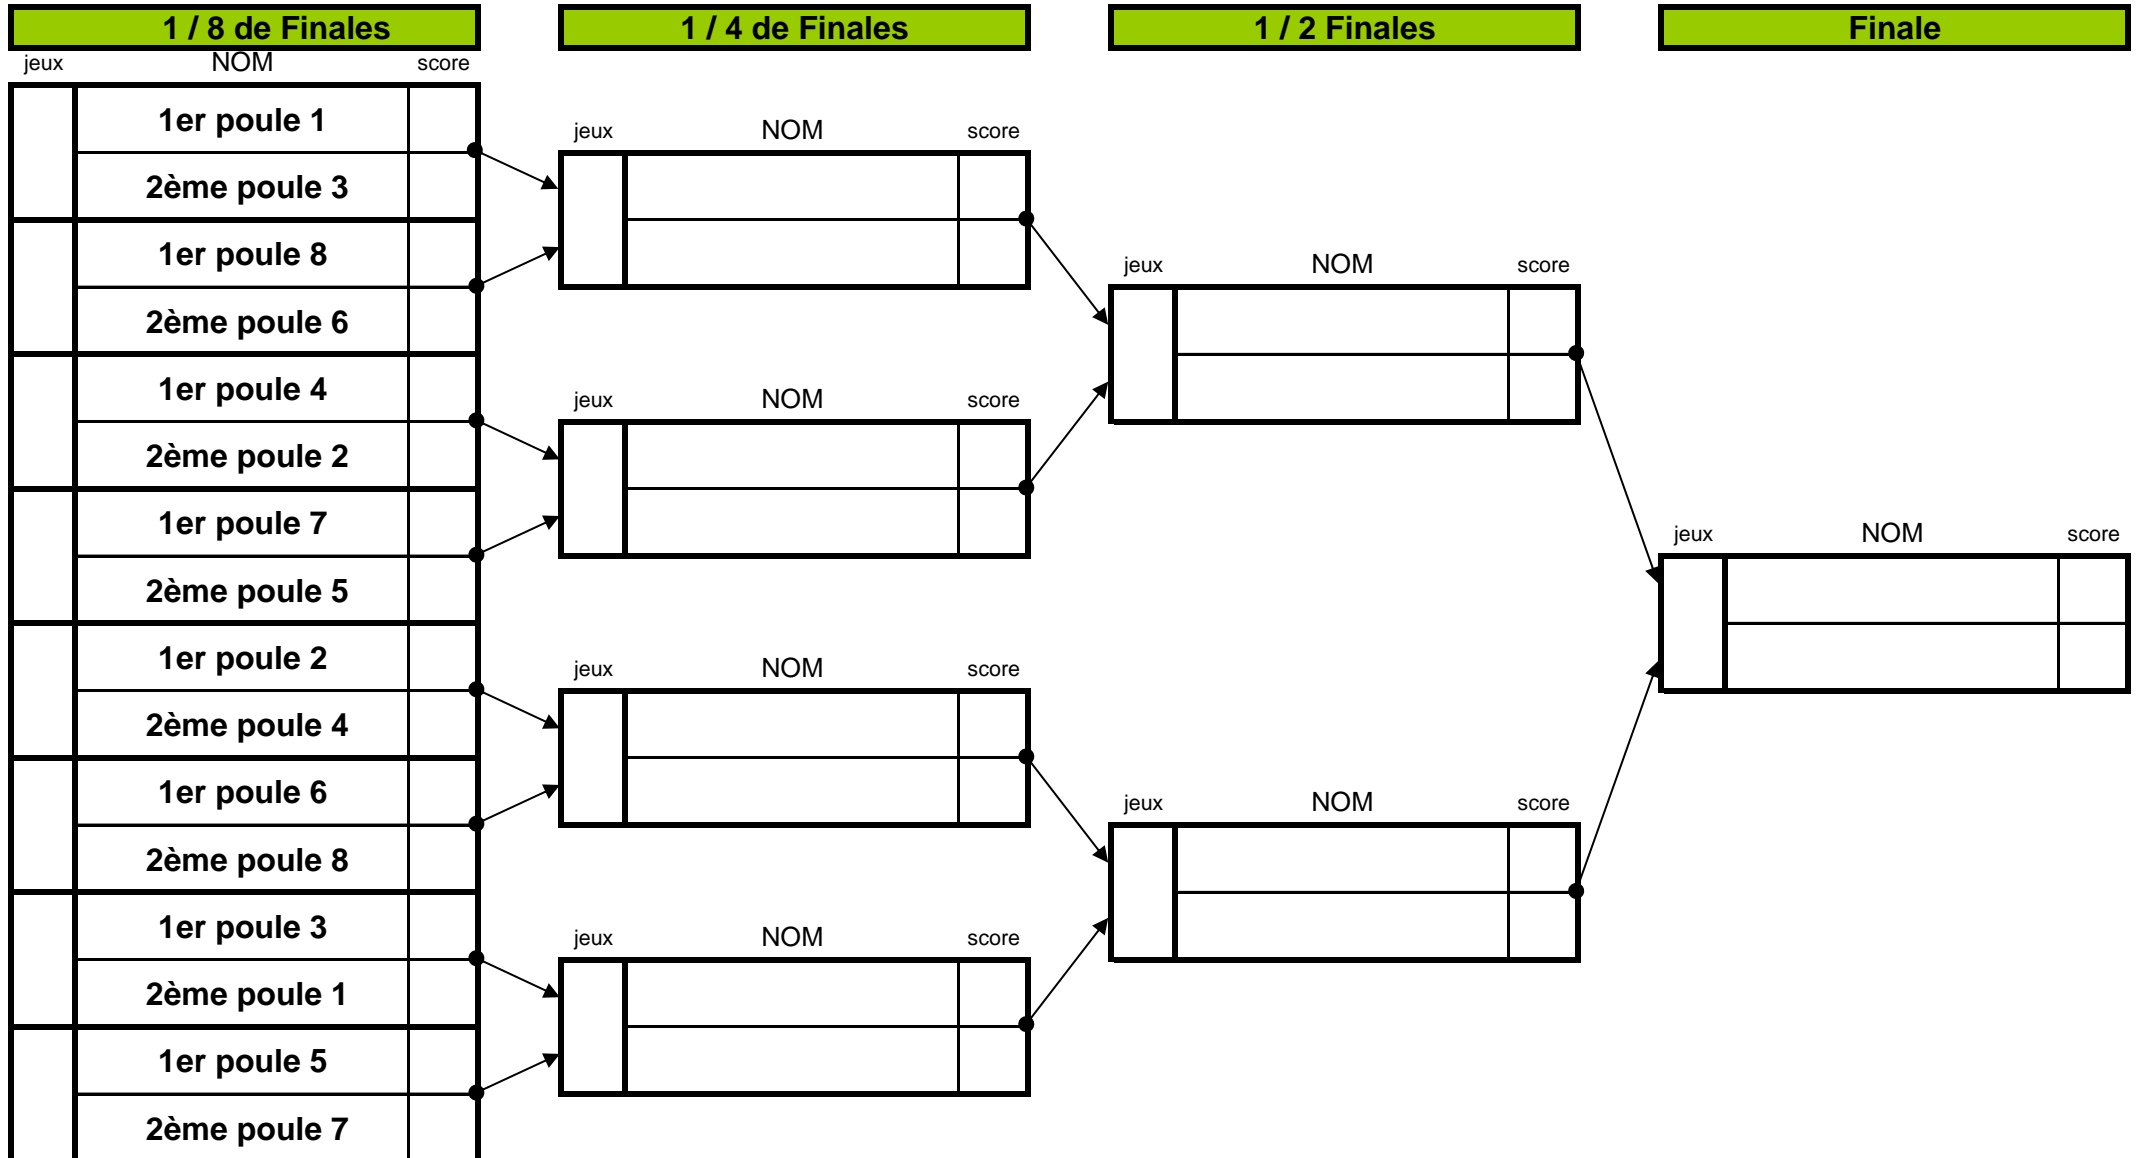 1 / 8 de Finales
1 / 4 de Finales
1 / 2 Finales
Finale
jeux NOM score
1er poule 1
2ème poule 3
1er poule 8
2ème poule 6
1er poule 4
2ème poule 2
1er poule 7
2ème poule 5
1er poule 2
2ème poule 4
1er poule 6
2ème poule 8
1er poule 3
2ème poule 1
1er poule 5
2ème poule 7
jeux NOM score
jeux NOM score
jeux NOM score
jeux NOM score
jeux NOM score
jeux NOM score
jeux NOM score